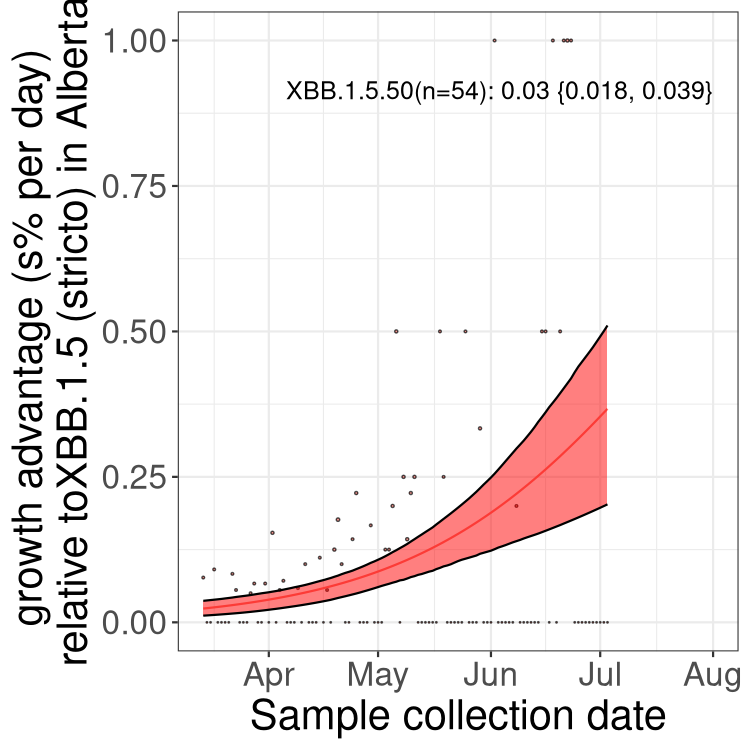 growth advantage (s% per day)
relative toXBB.1.5 (stricto) in Alberta
1.00
0.75
0.50
0.25
0.00
XBB.1.5.50(n=54): 0.03 {0.018, 0.039}
Apr May Jun Jul Aug
Sample collection date